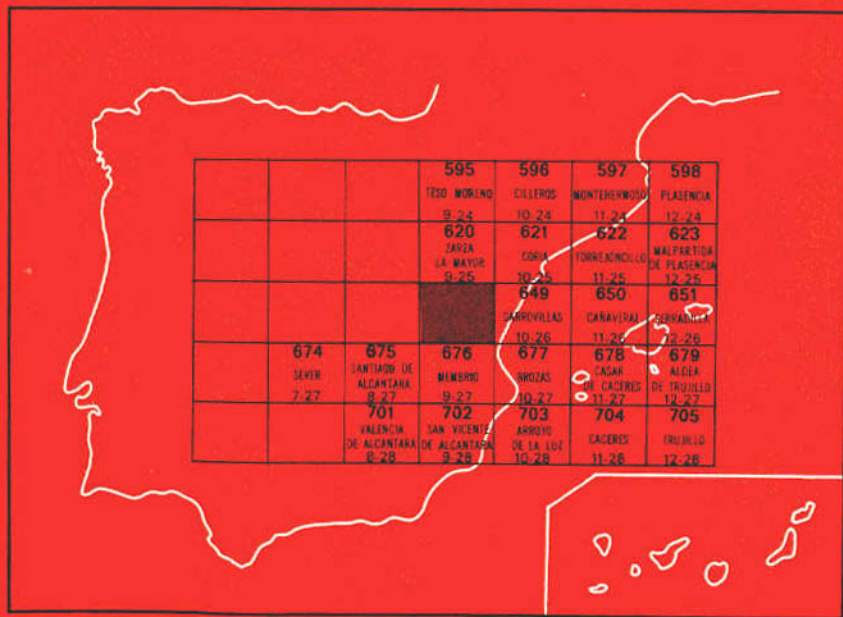 595 596 597 598
TESO MORENO CILLEROS MONTEHERMOSO PLASENCIA
9-24 10-24 11-24 12-24
620 621 622 623
ZARZA LA MAYOR CORIA TORREJONCILLO MALPARTIDA DE PLASENCIA
9-25 10-25 11-25 12-25
649 650 651
GARROVILLAS CAÑAVERAL SERRADILLA
10-26 11-26 12-26
674 675 676 677 678 679
SEVER SANTIAGO DE ALCANTARA MEMBRIO BROZAS CASAR DE CACERES ALDEA DE TRUJILLO
7-27 8-27 9-27 10-27 11-27 12-27
701 702 703 704 705
VALENCIA DE ALCANTARA SAN VICENTE DE ALCANTARA ARROYO DE LA LUZ CACERES TRUJILLO
8-28 9-28 10-28 11-28 12-28